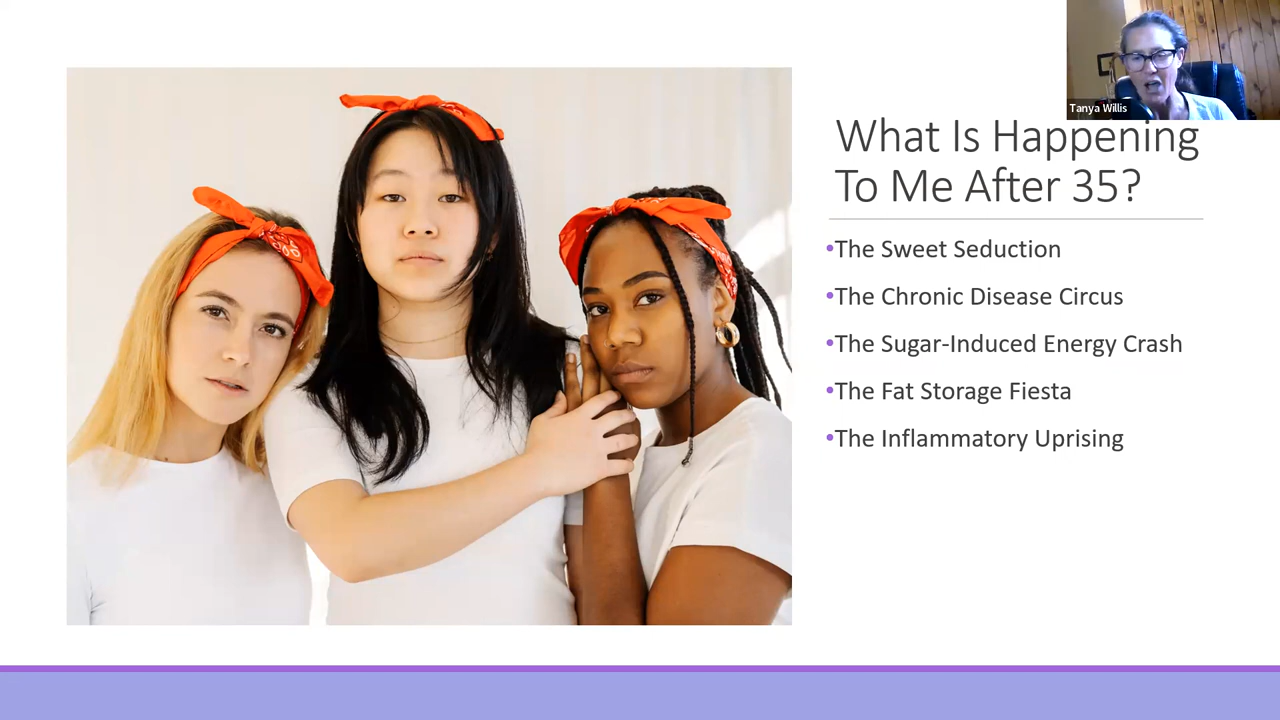 Tanya Willis
What Is Happening
To Me After 35?
•The Sweet Seduction
•The Chronic Disease Circus
•The Sugar-Induced Energy Crash
•The Fat Storage Fiesta
•The Inflammatory Uprising